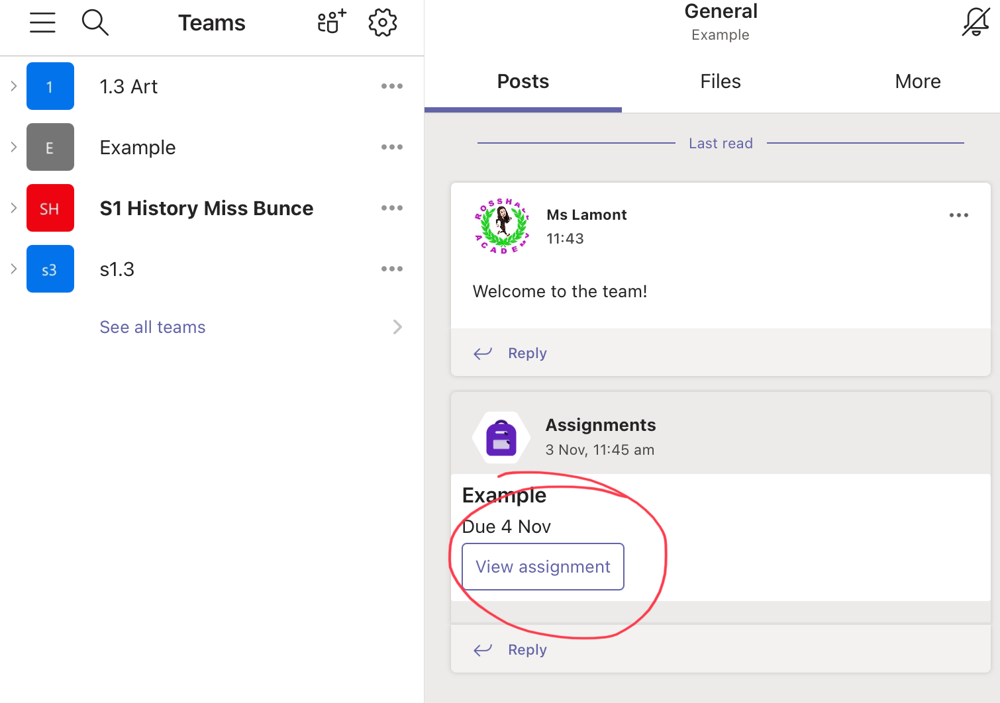 Teams
1
1.3 Art
E
Example
SH
S1 History Miss Bunce
s3
s1.3
See all teams
General
Example
Posts
Files
More
Last read
ROSSHALL ACADEMY
Ms Lamont
11:43
Welcome to the team!
Reply
Assignments
3 Nov, 11:45 am
Example
Due 4 Nov
View assignment
Reply